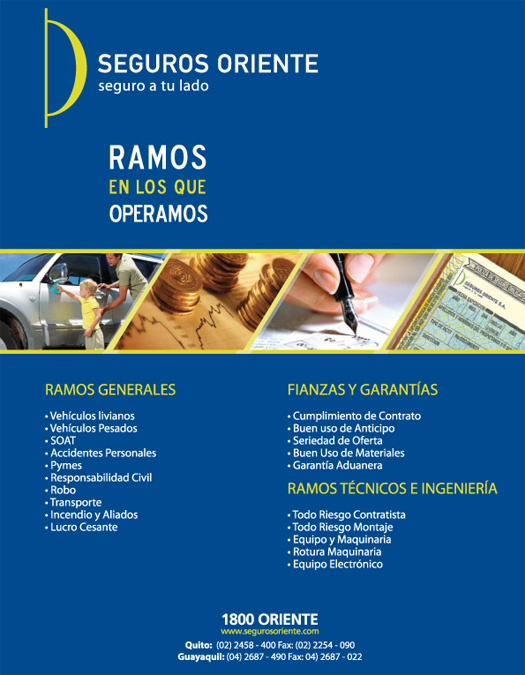 SEGUROS ORIENTE
seguro a tu lado
RAMOS
EN LOS QUE
OPERAMOS
SEGUROS ORIENTE S.A.
RAMOS GENERALES
• Vehículos livianos
• Vehículos Pesados
• SOAT
• Accidentes Personales
• Pymes
• Responsabilidad Civil
• Robo
• Transporte
• Incendio y Aliados
• Lucro Cesante
FIANZAS Y GARANTÍAS
• Cumplimiento de Contrato
• Buen uso de Anticipo
• Seriedad de Oferta
• Buen Uso de Materiales
• Garantía Aduanera
RAMOS TÉCNICOS E INGENIERÍA
• Todo Riesgo Contratista
• Todo Riesgo Montaje
• Equipo y Maquinaria
• Rotura Maquinaria
• Equipo Electrónico
1800 ORIENTE
www.segurosoriente.com
Quito: (02) 2458 - 400 Fax: (02) 2254 - 090
Guayaquil: (04) 2687 - 490 Fax: 04) 2687 - 022